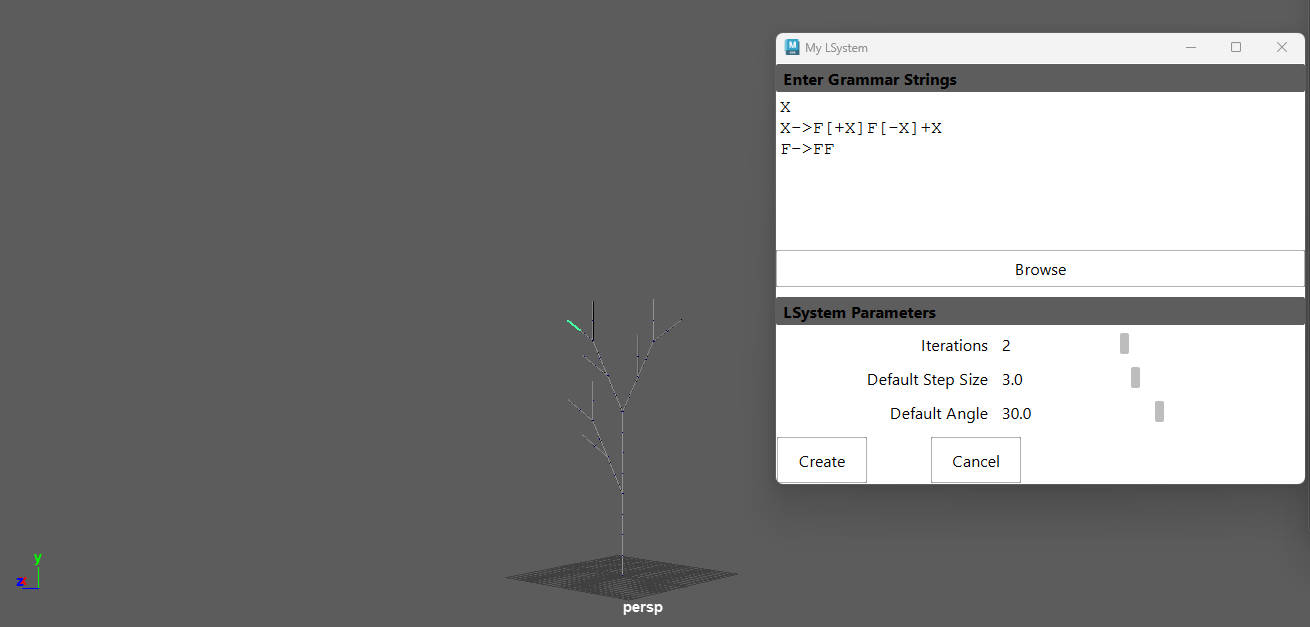 My LSystem
Enter Grammar Strings
X
X->F[+X]F[-X]+X
F->FF
Browse
LSystem Parameters
Iterations 2
Default Step Size 3.0
Default Angle 30.0
Create Cancel
y
z
persp